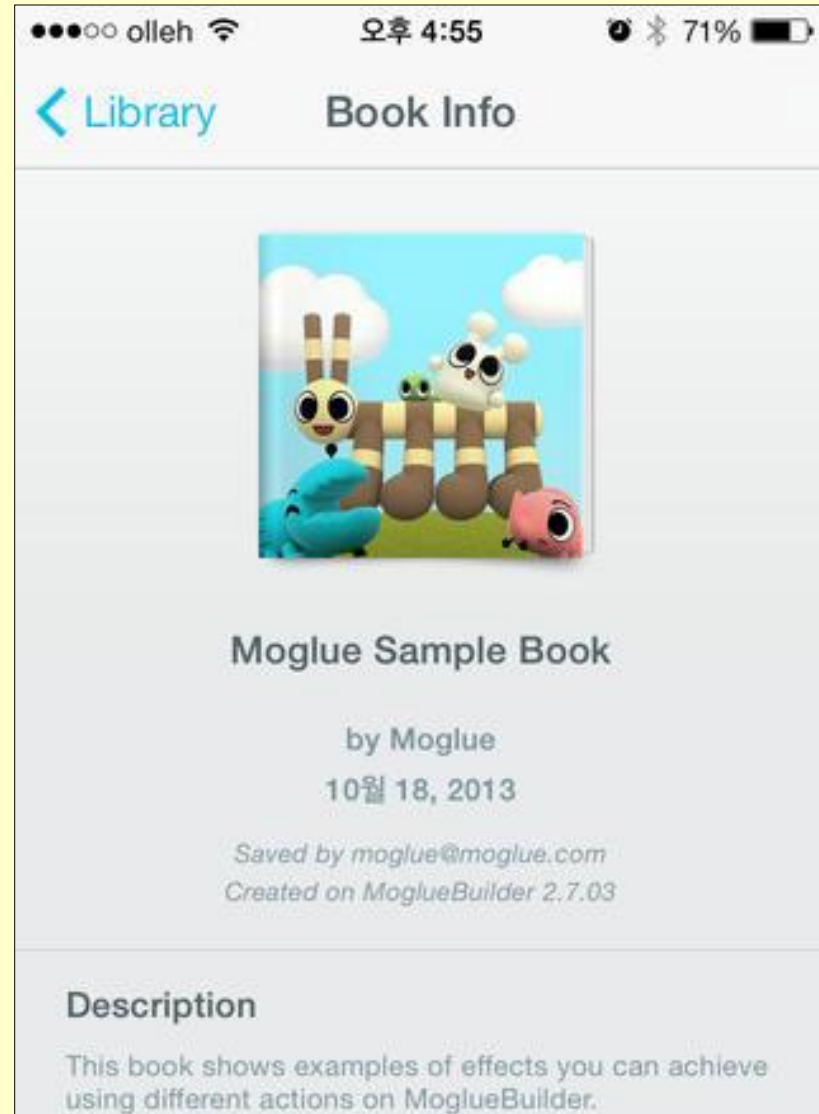 olleh 오후 4:55 71%
Library Book Info
Moglue Sample Book
by Moglue
10월 18, 2013
Saved by moglue@moglue.com
Created on MoglueBuilder 2.7.03
Description
This book shows examples of effects you can achieve
using different actions on MoglueBuilder.